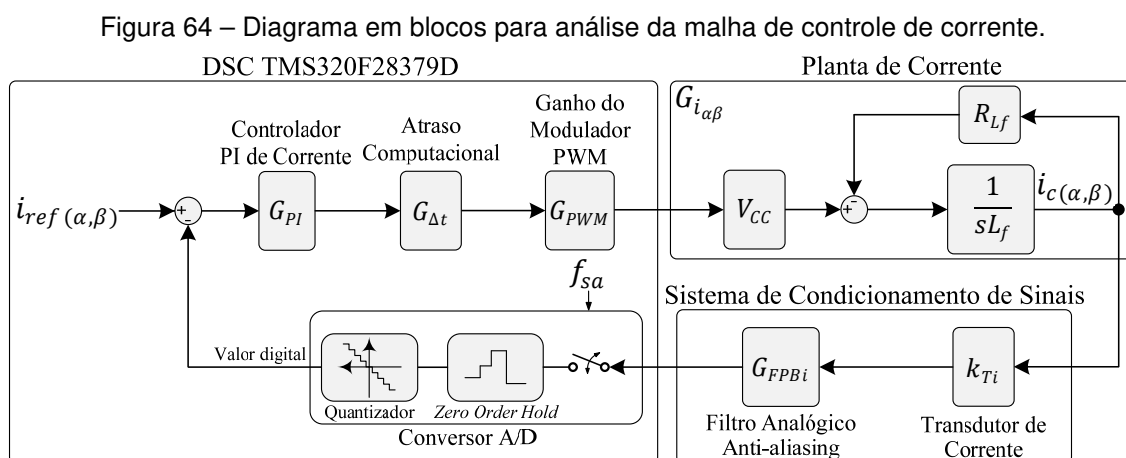 Figura 64 – Diagrama em blocos para análise da malha de controle de corrente.
DSC TMS320F28379D
Planta de Corrente
Controlador
PI de Corrente
Atraso
Computacional
Ganho do
Modulador
PWM
G_{i_{αβ}}
R_{Lf}
i_{ref(α,β)}
+
-
G_{PI}
G_{Δt}
G_{PWM}
V_{CC}
+
-
1
sL_f
i_{c(α,β)}
f_{sa}
Sistema de Condicionamento de Sinais
Valor digital
Quantizador
Zero Order Hold
Conversor A/D
G_{FPBi}
k_{Ti}
Filtro Analógico
Anti-aliasing
Transdutor de
Corrente